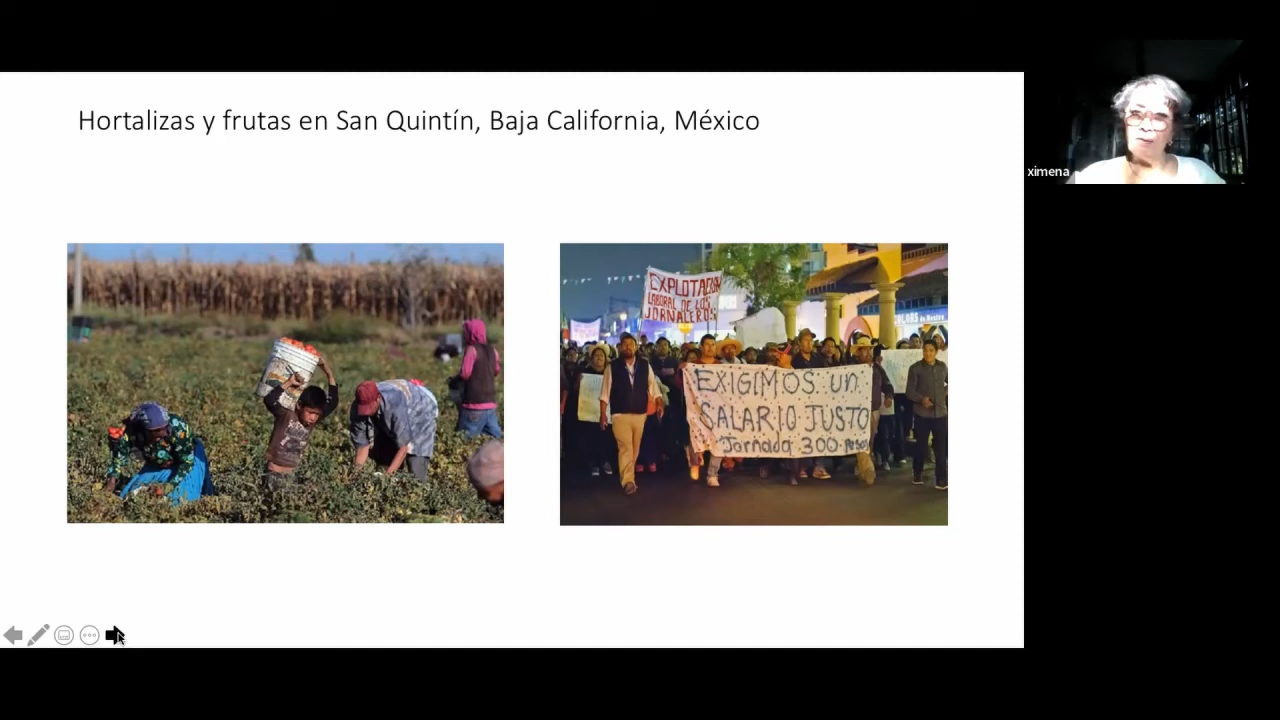 Hortalizas y frutas en San Quintín, Baja California, México
ximena
EXPLOTACION
LABORAL DE LOS
JORNALEROS
EXIGIMOS un
SALARIO JUSTO
Jornada 300 Pesos